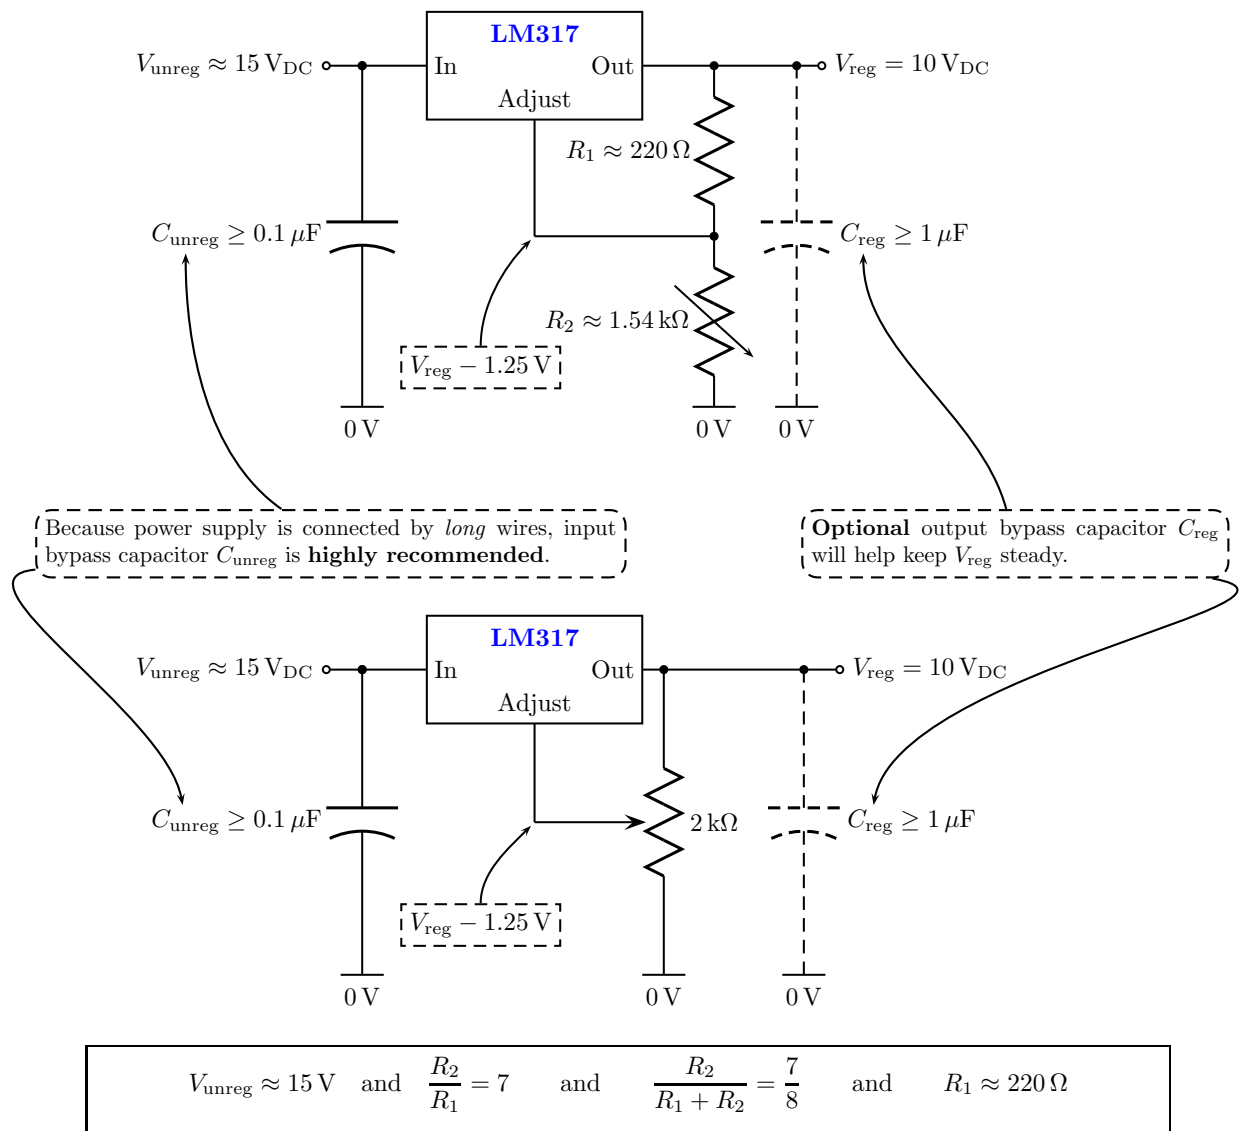 LM317
V_unreg ≈ 15 V_DC In Out V_reg = 10 V_DC
Adjust
R_1 ≈ 220 Ω
C_unreg ≥ 0.1 μF C_reg ≥ 1 μF
R_2 ≈ 1.54 kΩ
V_reg − 1.25 V
0 V 0 V 0 V
Because power supply is connected by long wires, input
bypass capacitor C_unreg is highly recommended.
Optional output bypass capacitor C_reg
will help keep V_reg steady.
LM317
V_unreg ≈ 15 V_DC In Out V_reg = 10 V_DC
Adjust
C_unreg ≥ 0.1 μF 2 kΩ C_reg ≥ 1 μF
V_reg − 1.25 V
0 V 0 V 0 V
V_unreg ≈ 15 V and R_2/R_1 = 7 and R_2/(R_1 + R_2) = 7/8 and R_1 ≈ 220 Ω